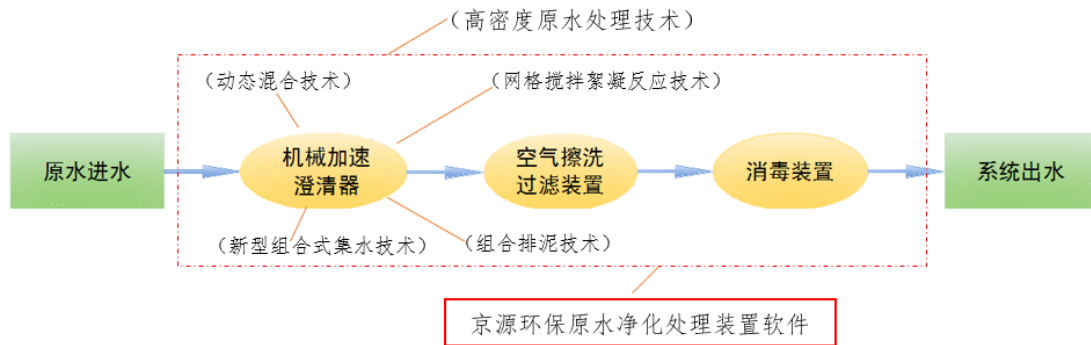 （高密度原水处理技术）
（动态混合技术）
（网格搅拌絮凝反应技术）
原水进水
机械加速
澄清器
空气擦洗
过滤装置
消毒装置
系统出水
（新型组合式集水技术）
（组合排泥技术）
京源环保原水净化处理装置软件